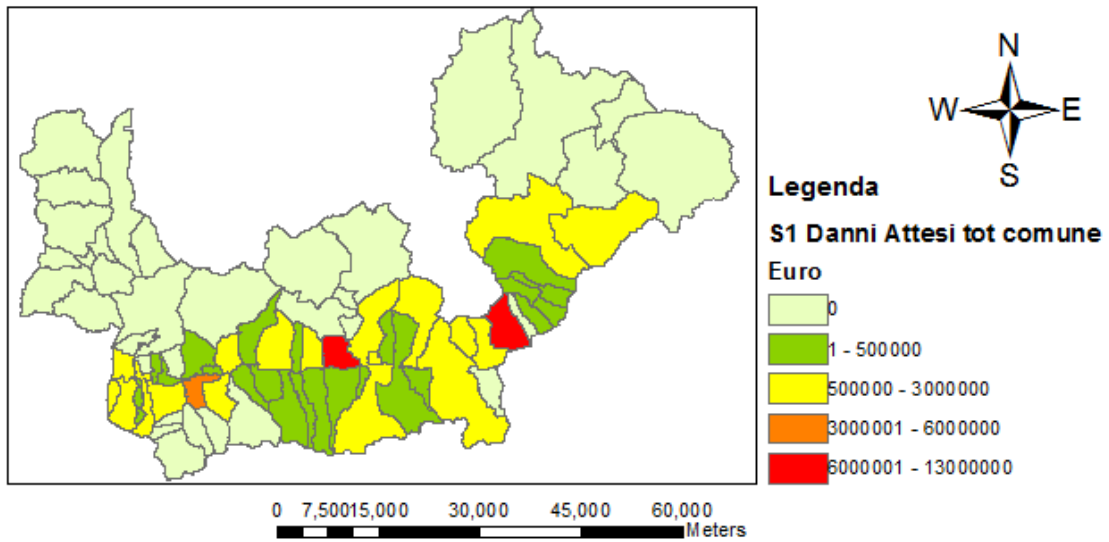 N
W E
S
Legenda
S1 Danni Attesi tot comune
Euro
0
1 - 500000
500000 - 3000000
3000001 - 6000000
6000001 - 13000000
0 7,50015,000 30,000 45,000 60,000
Meters